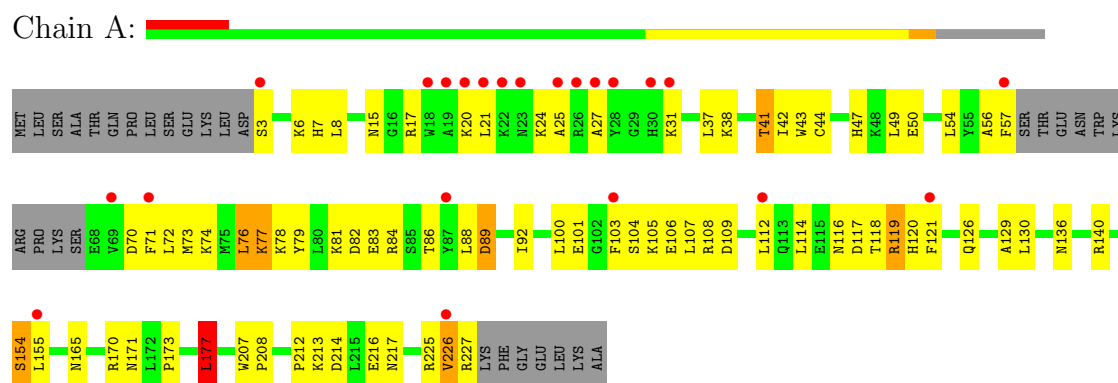 Chain A:
MET LEU SER ALA THR GLN PRO LEU SER GLU LYS LEU ASP S3 K6 H7 L8 N15 G16 R17 W18 A19 K20 L21 K22 N23 K24 A25 R26 A27 Y28 G29 H30 K31 L37 K38 T41 I42 W43 C44 H47 K48 L49 E50 L54 Y55 A56 F57 SER THR GLU ASN TRP LYS
ARG PRO LYS SER E68 V69 D70 F71 L72 M73 K74 M75 L76 K77 K78 Y79 L80 K81 D82 E83 R84 S85 T86 Y87 L88 D89 I92 L100 E101 G102 F103 S104 K105 E106 L107 R108 D109 L112 Q113 L114 E115 N116 D117 T118 R119 H120 F121 Q126 A129 L130 N136 R140
S154 L155 N165 R170 N171 L172 P173 L177 W207 P208 P212 K213 D214 L215 E216 N217 R225 V226 R227 LYS PHE GLY GLU LEU LYS ALA